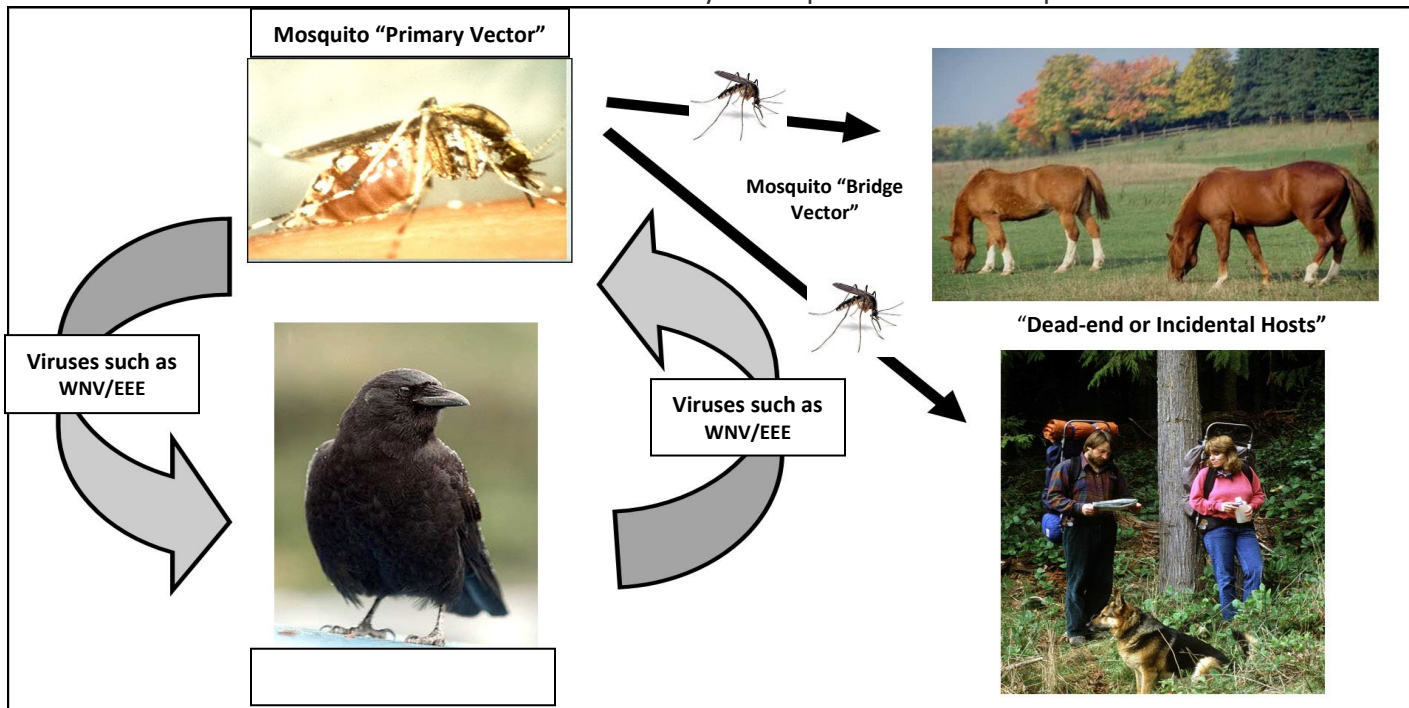 Mosquito “Primary Vector”
Mosquito “Bridge
Vector”
“Dead-end or Incidental Hosts”
Viruses such as
WNV/EEE
Viruses such as
WNV/EEE